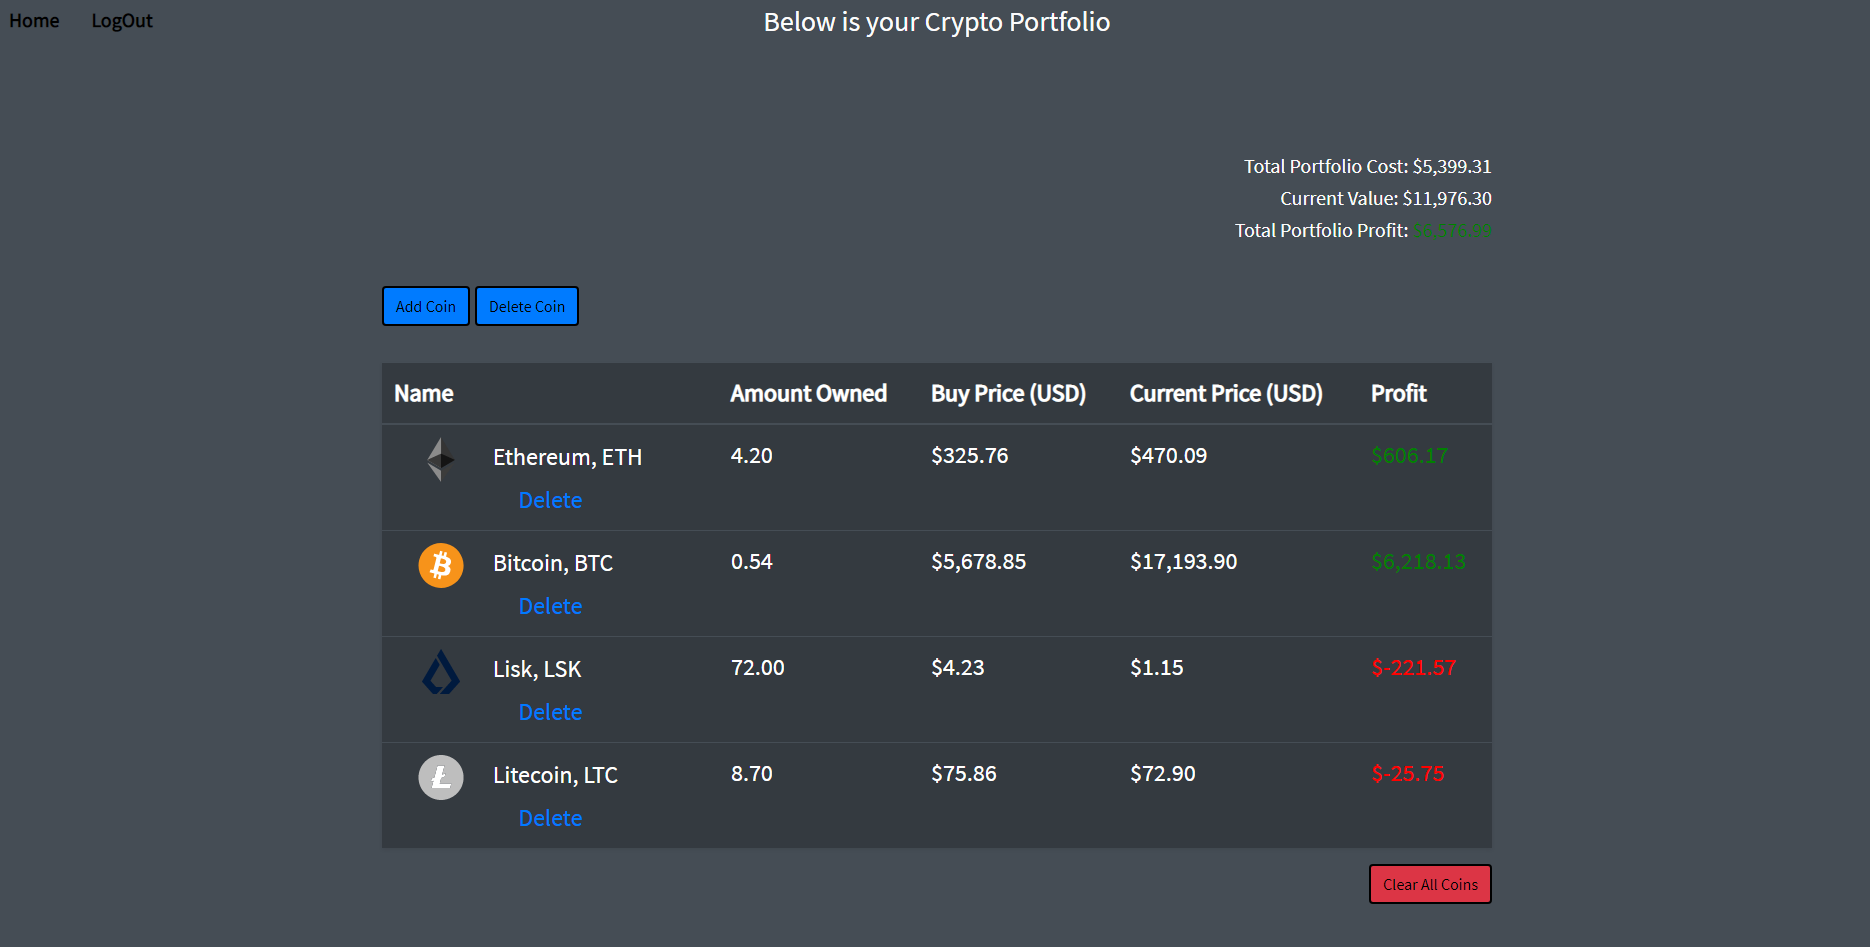 Home LogOut Below is your Crypto Portfolio
Total Portfolio Cost: $5,399.31
Current Value: $11,976.30
Total Portfolio Profit:
Add Coin Delete Coin
Name Amount Owned Buy Price (USD) Current Price (USD) Profit
Ethereum, ETH 4.20 $325.76 $470.09 $606.17
Delete
Bitcoin, BTC 0.54 $5,678.85 $17,193.90 $6,218.13
Delete
Lisk, LSK 72.00 $4.23 $1.15 $-221.57
Delete
Litecoin, LTC 8.70 $75.86 $72.90 $-25.75
Delete
Clear All Coins